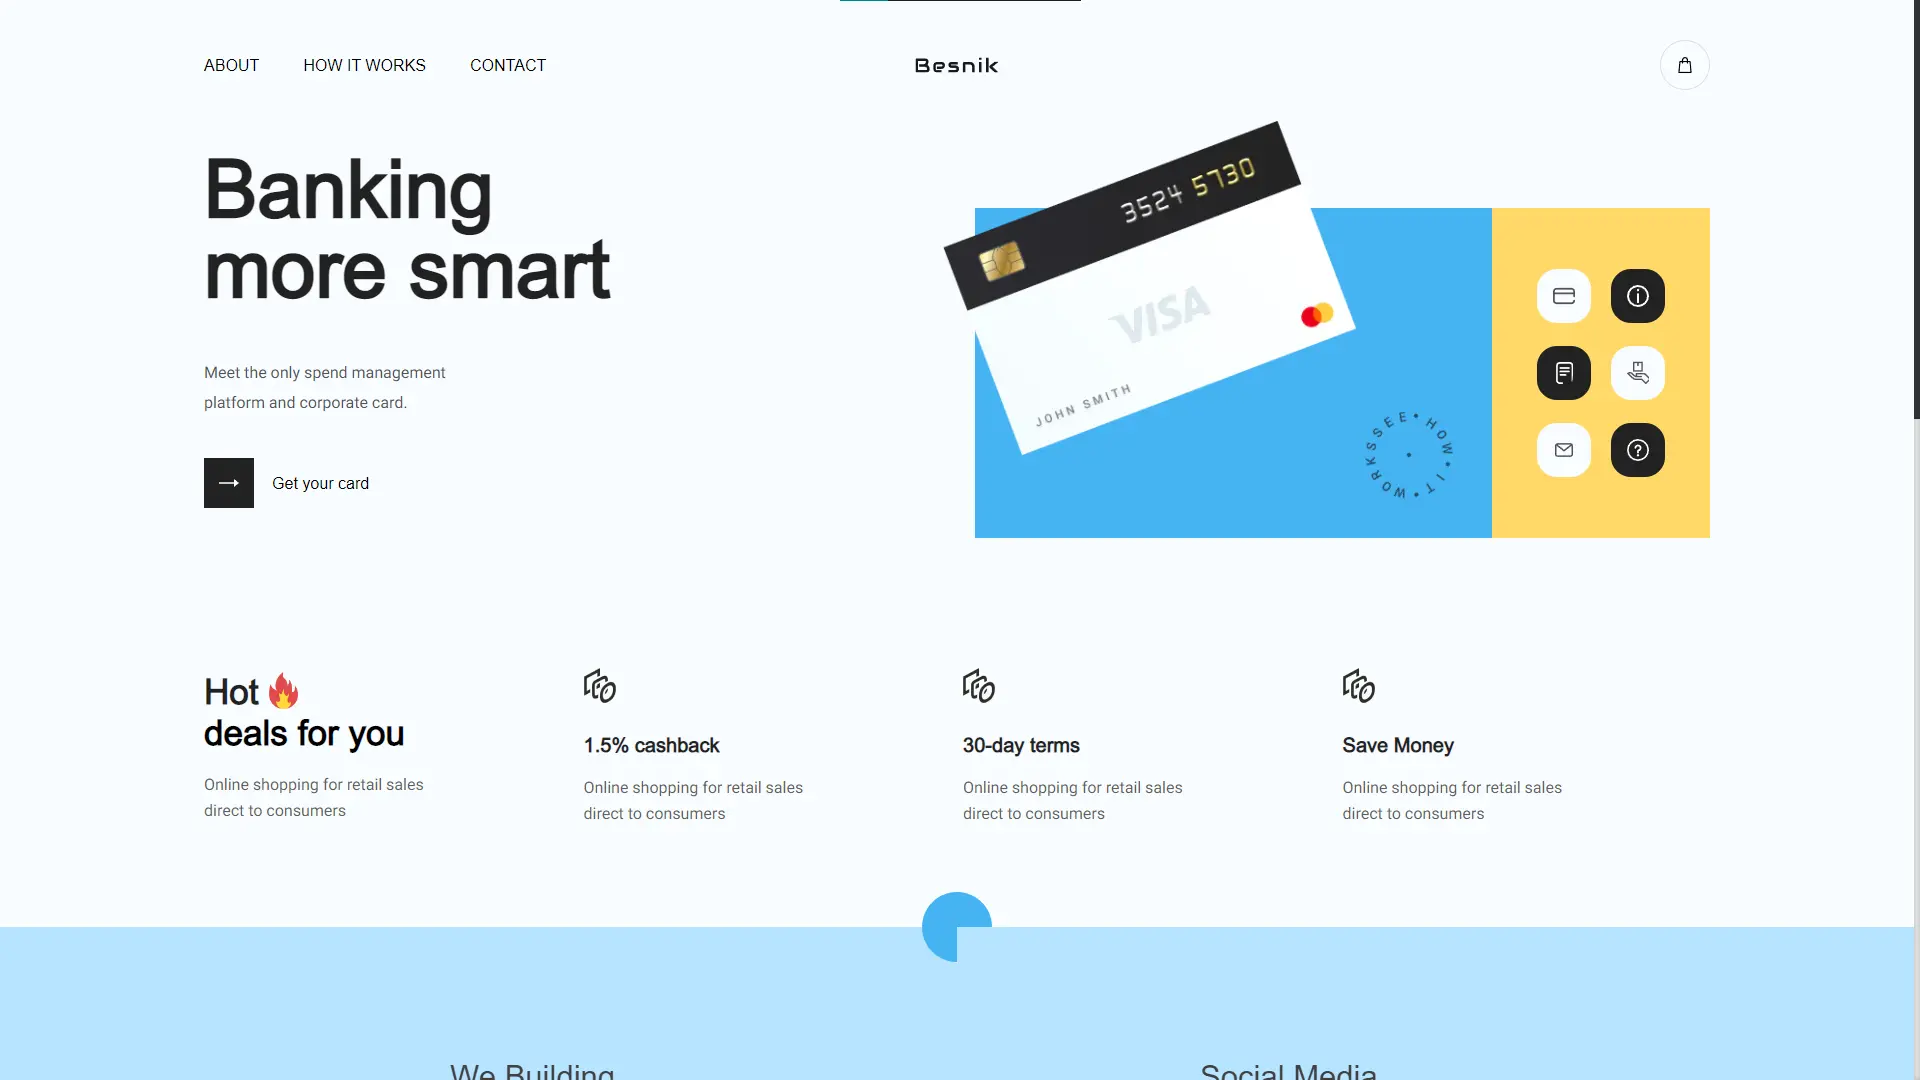 ABOUT
HOW IT WORKS
CONTACT
Besnik
Banking
more smart
Meet the only spend management
platform and corporate card.
Get your card
3524 5730
VISA
JOHN SMITH
SEE • HOW • IT • WORKS
Hot
deals for you
Online shopping for retail sales
direct to consumers
1.5% cashback
Online shopping for retail sales
direct to consumers
30-day terms
Online shopping for retail sales
direct to consumers
Save Money
Online shopping for retail sales
direct to consumers
We Building
Social Media